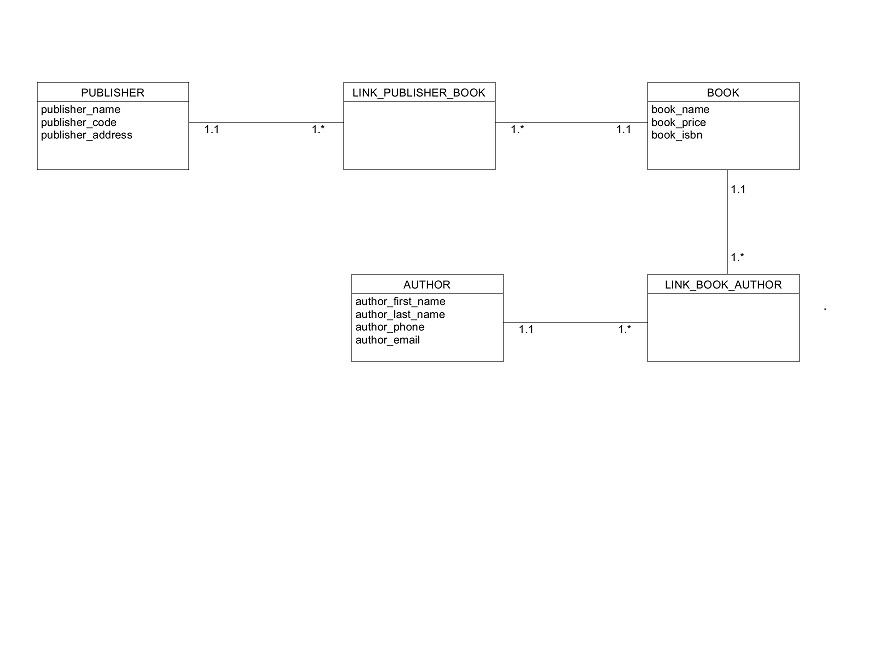 PUBLISHER
publisher_name
publisher_code
publisher_address
1.1
1.*
LINK_PUBLISHER_BOOK
1.*
1.1
BOOK
book_name
book_price
book_isbn
1.1
1.*
AUTHOR
author_first_name
author_last_name
author_phone
author_email
1.1
1.*
LINK_BOOK_AUTHOR
.